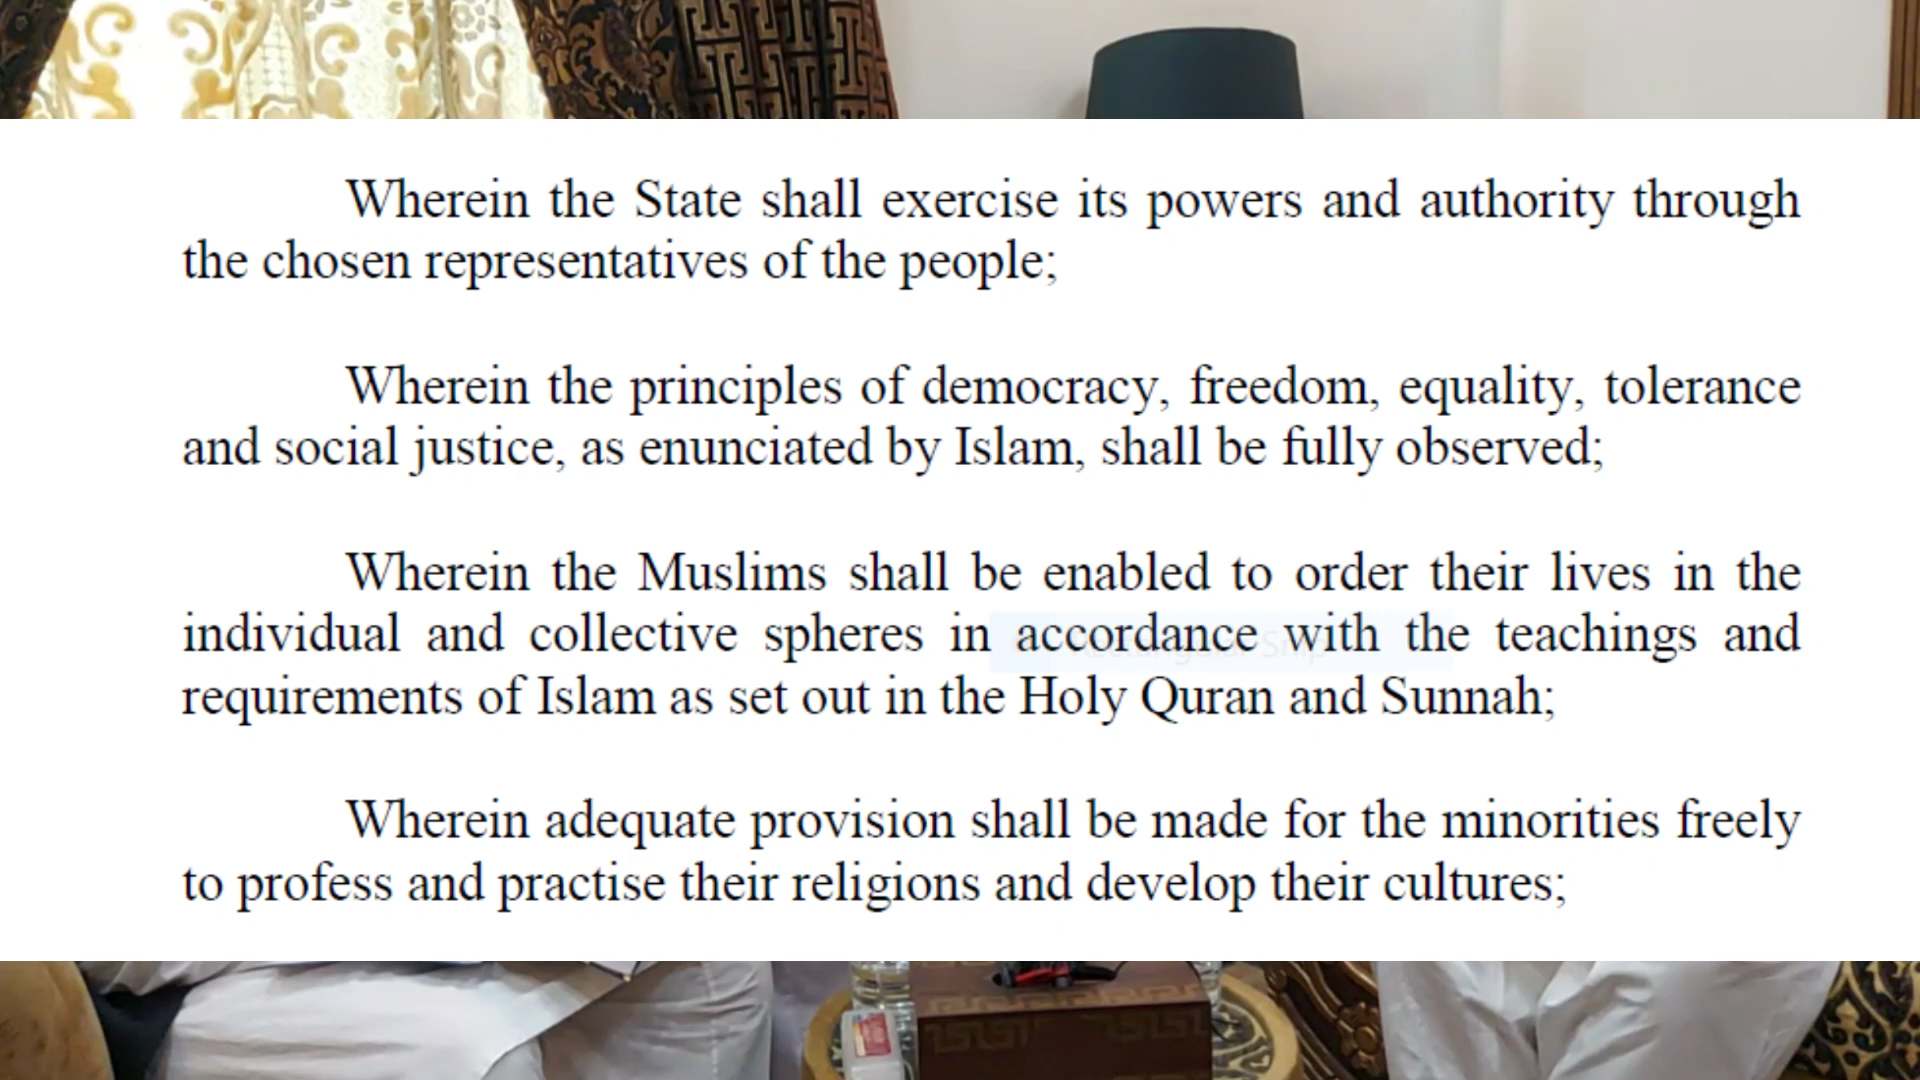 Wherein the State shall exercise its powers and authority through
the chosen representatives of the people;
Wherein the principles of democracy, freedom, equality, tolerance
and social justice, as enunciated by Islam, shall be fully observed;
Wherein the Muslims shall be enabled to order their lives in the
individual and collective spheres in accordance with the teachings and
requirements of Islam as set out in the Holy Quran and Sunnah;
Wherein adequate provision shall be made for the minorities freely
to profess and practise their religions and develop their cultures;